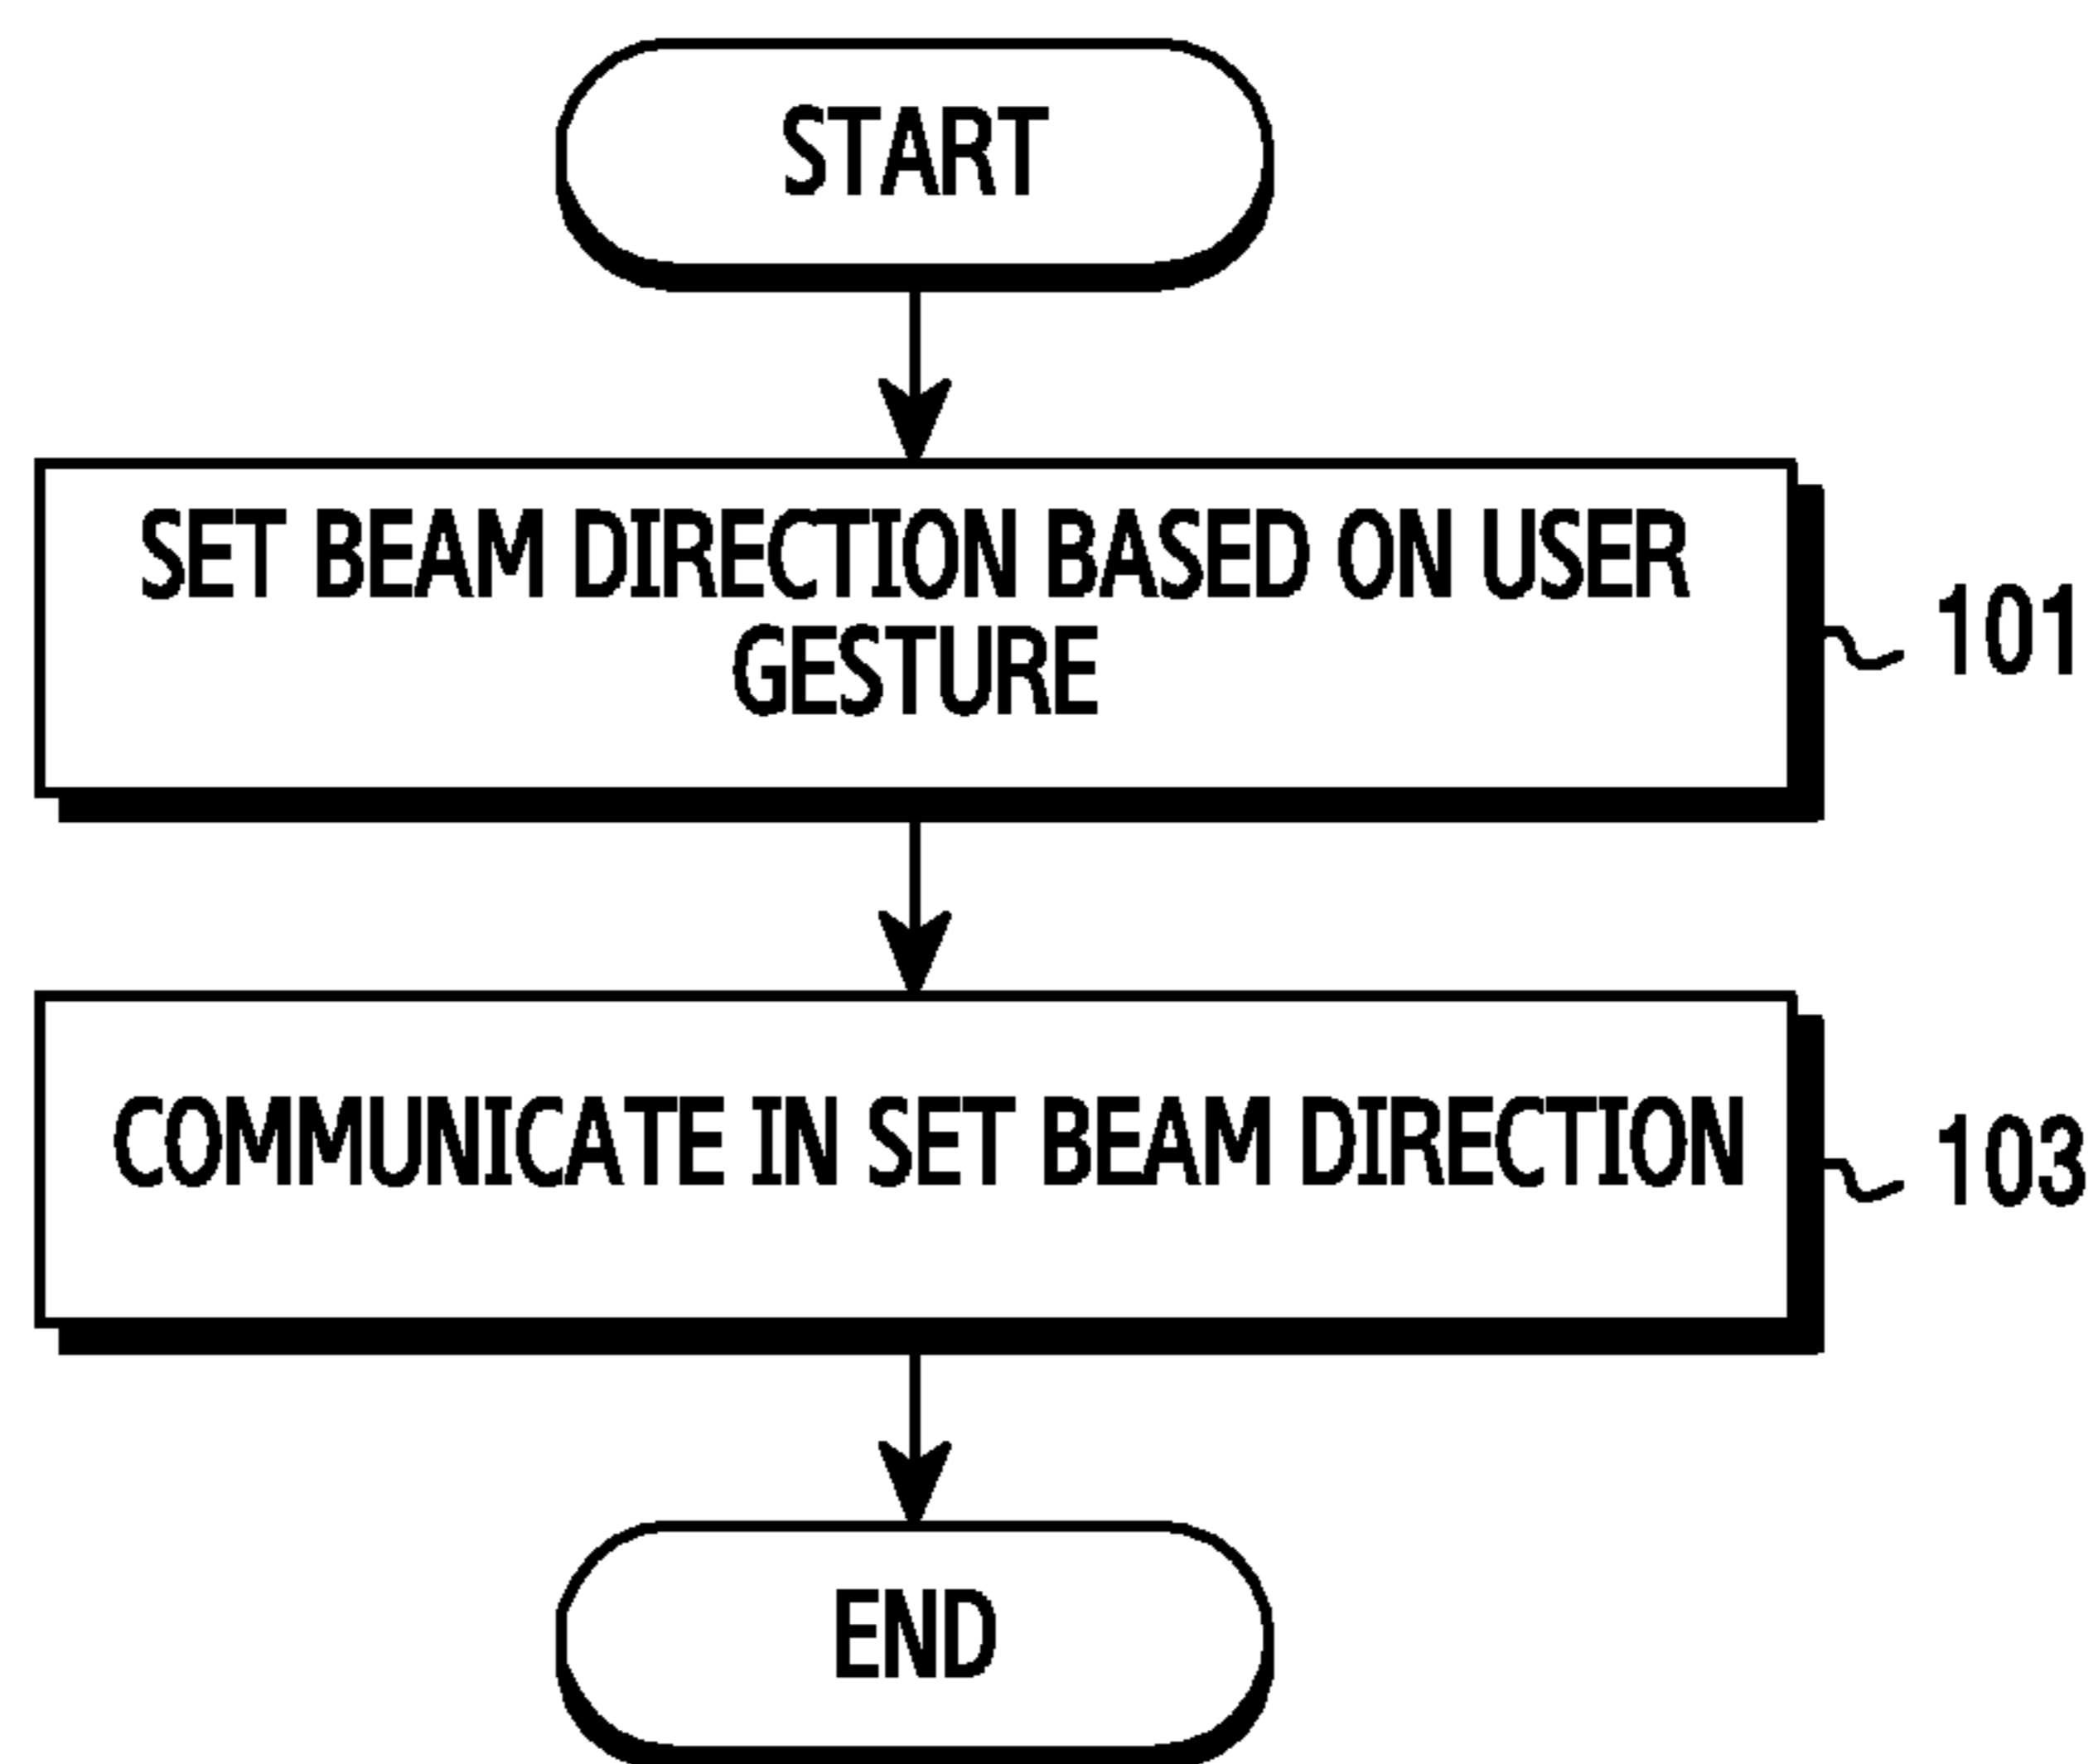 START
SET BEAM DIRECTION BASED ON USER
GESTURE
101
COMMUNICATE IN SET BEAM DIRECTION
103
END